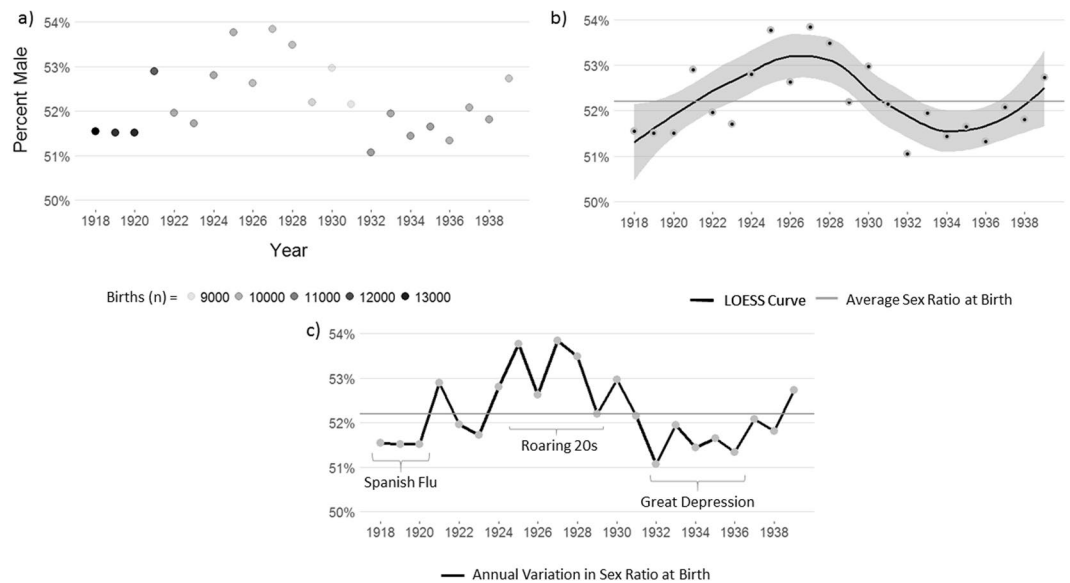 a)
54%
53%
52%
51%
50%
Percent Male
1918 1920 1922 1924 1926 1928 1930 1932 1934 1936 1938
Year
Births (n) = 9000 10000 11000 12000 13000
b)
54%
53%
52%
51%
50%
1918 1920 1922 1924 1926 1928 1930 1932 1934 1936 1938
LOESS Curve Average Sex Ratio at Birth
c)
54%
53%
52%
51%
50%
Spanish Flu
Roaring 20s
Great Depression
1918 1920 1922 1924 1926 1928 1930 1932 1934 1936 1938
Annual Variation in Sex Ratio at Birth